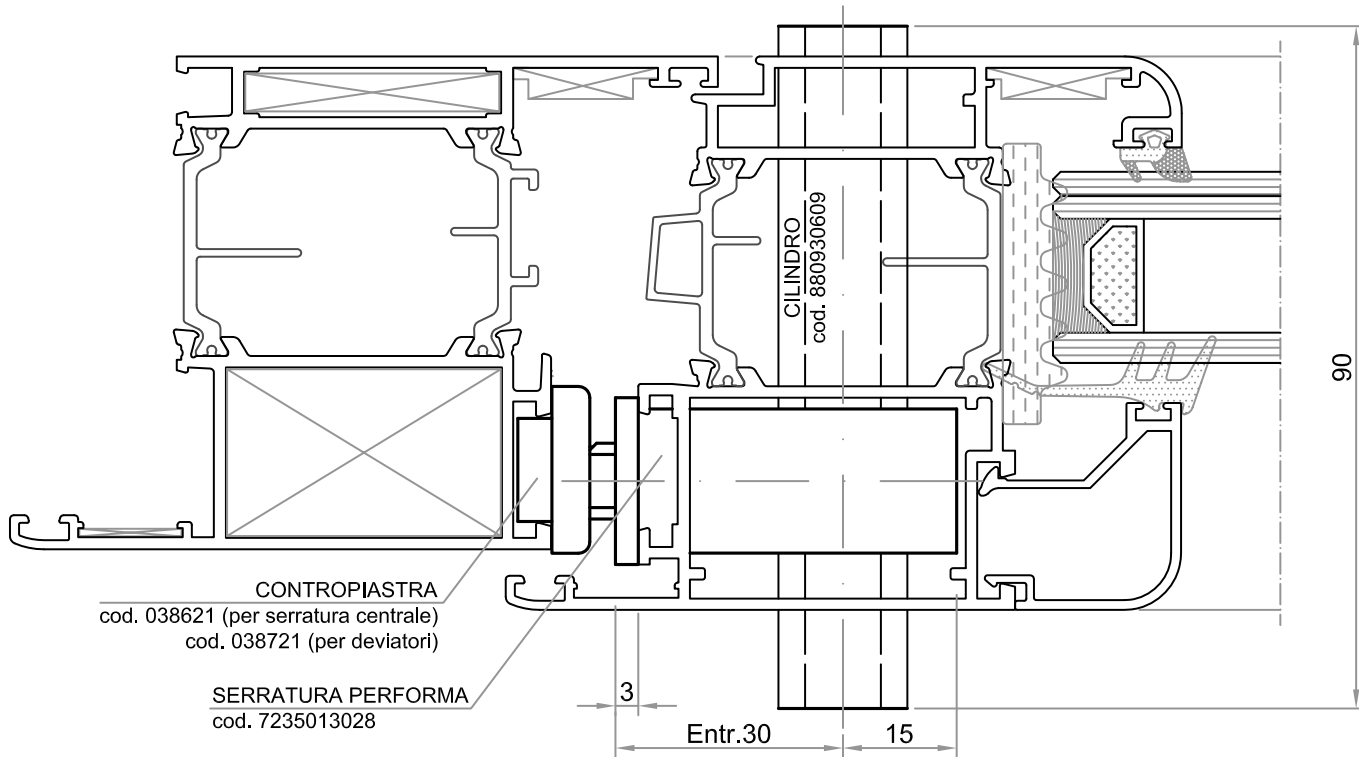 CILINDRO
cod. 880930609
90
CONTROPIASTRA
cod. 038621 (per serratura centrale)
cod. 038721 (per deviatori)
SERRATURA PERFORMA
cod. 7235013028
3
Entr.30
15